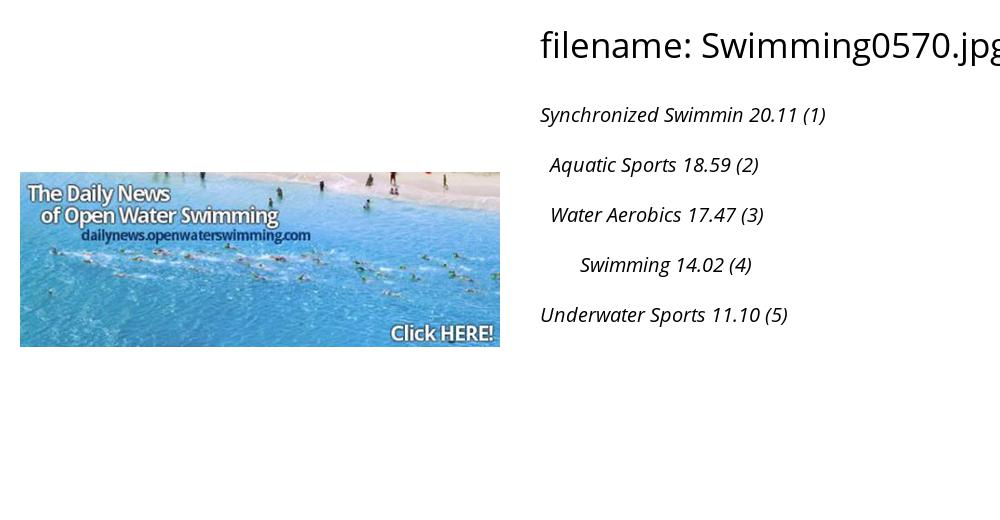 filename: Swimming0570.jpg
Synchronized Swimmin 20.11 (1)
Aquatic Sports 18.59 (2)
Water Aerobics 17.47 (3)
Swimming 14.02 (4)
Underwater Sports 11.10 (5)
The Daily News
of Open Water Swimming
dailynews.openwaterswimming.com
Click HERE!